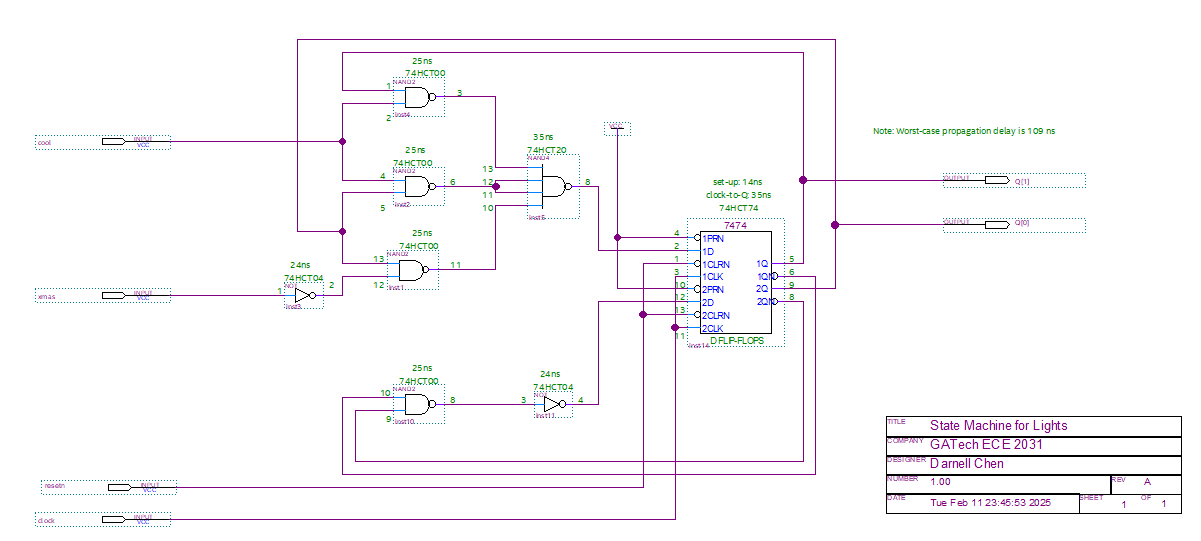 25ns
74HCT00
NAND2
1
3
2
inst4
cool
INPUT
VCC
25ns
74HCT00
NAND2
4
6
5
inst2
35ns
74HCT20
NAND4
13
12
11
10
8
inst5
VCC
Note: Worst-case propagation delay is 109 ns
set-up: 14ns
clock-to-Q: 35ns
74HCT74
7474
OUTPUT
Q[1]
OUTPUT
Q[0]
4
1PRN
2
1D
1
1CLRN
3
1CLK
10
2PRN
12
2D
13
2CLRN
11
2CLK
1Q
5
1QN
6
2Q
9
2QN
8
inst14
DFLIP-FLOPS
25ns
74HCT00
NAND2
13
12
11
inst1
24ns
74HCT04
NOT
1
2
inst3
xmas
INPUT
VCC
25ns
74HCT00
NAND2
10
9
8
inst10
24ns
74HCT04
NOT
3
4
inst11
resetn
INPUT
VCC
clock
INPUT
VCC
TITLE
State Machine for Lights
COMPANY
GATech ECE 2031
DESIGNER
Darnell Chen
NUMBER
1.00
REV
A
DATE
Tue Feb 11 23:45:53 2025
SHEET
1
OF
1